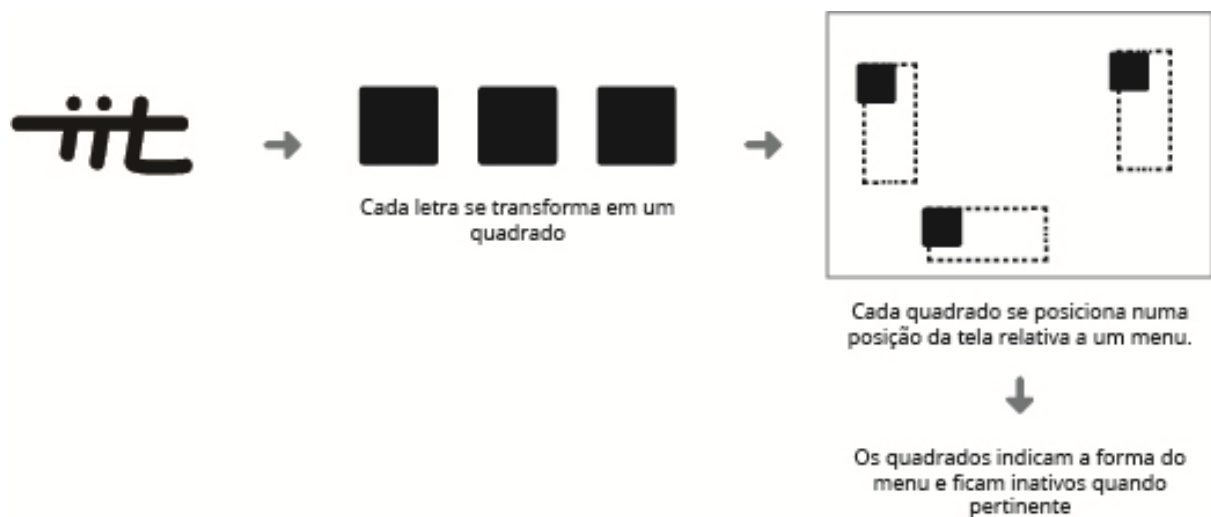 iit
Cada letra se transforma em um
quadrado
Cada quadrado se posiciona numa
posição da tela relativa a um menu.
Os quadrados indicam a forma do
menu e ficam inativos quando
pertinente